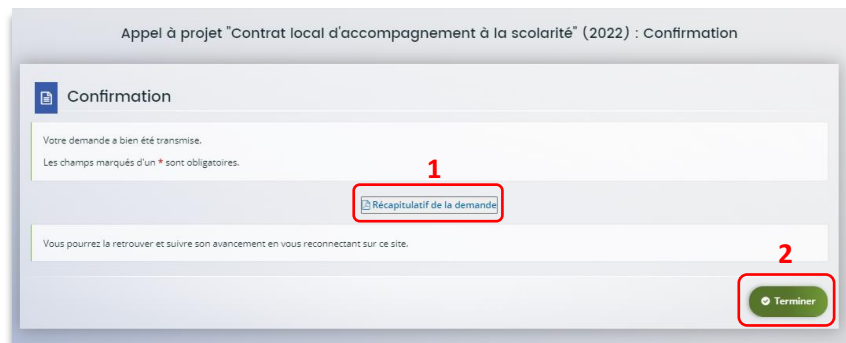 Appel à projet "Contrat local d'accompagnement à la scolarité" (2022) : Confirmation
Confirmation
Votre demande a bien été transmise.
Les champs marqués d'un * sont obligatoires.
1
Récapitulatif de la demande
Vous pourrez la retrouver et suivre son avancement en vous reconnectant sur ce site.
2
Terminer